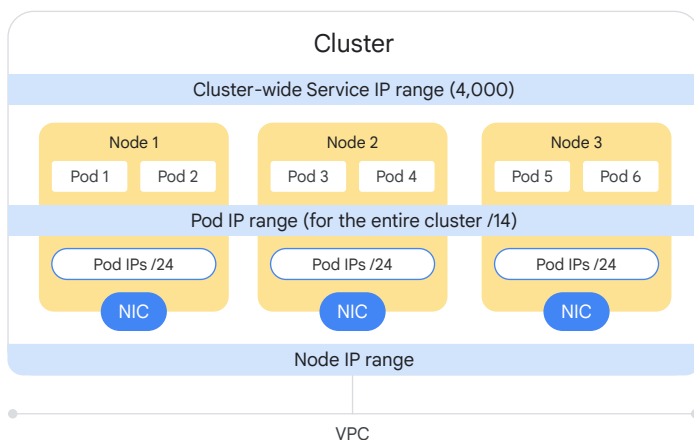 Cluster
Cluster-wide Service IP range (4,000)
Node 1
Node 2
Node 3
Pod 1
Pod 2
Pod 3
Pod 4
Pod 5
Pod 6
Pod IP range (for the entire cluster /14)
Pod IPs /24
Pod IPs /24
Pod IPs /24
NIC
NIC
NIC
Node IP range
VPC